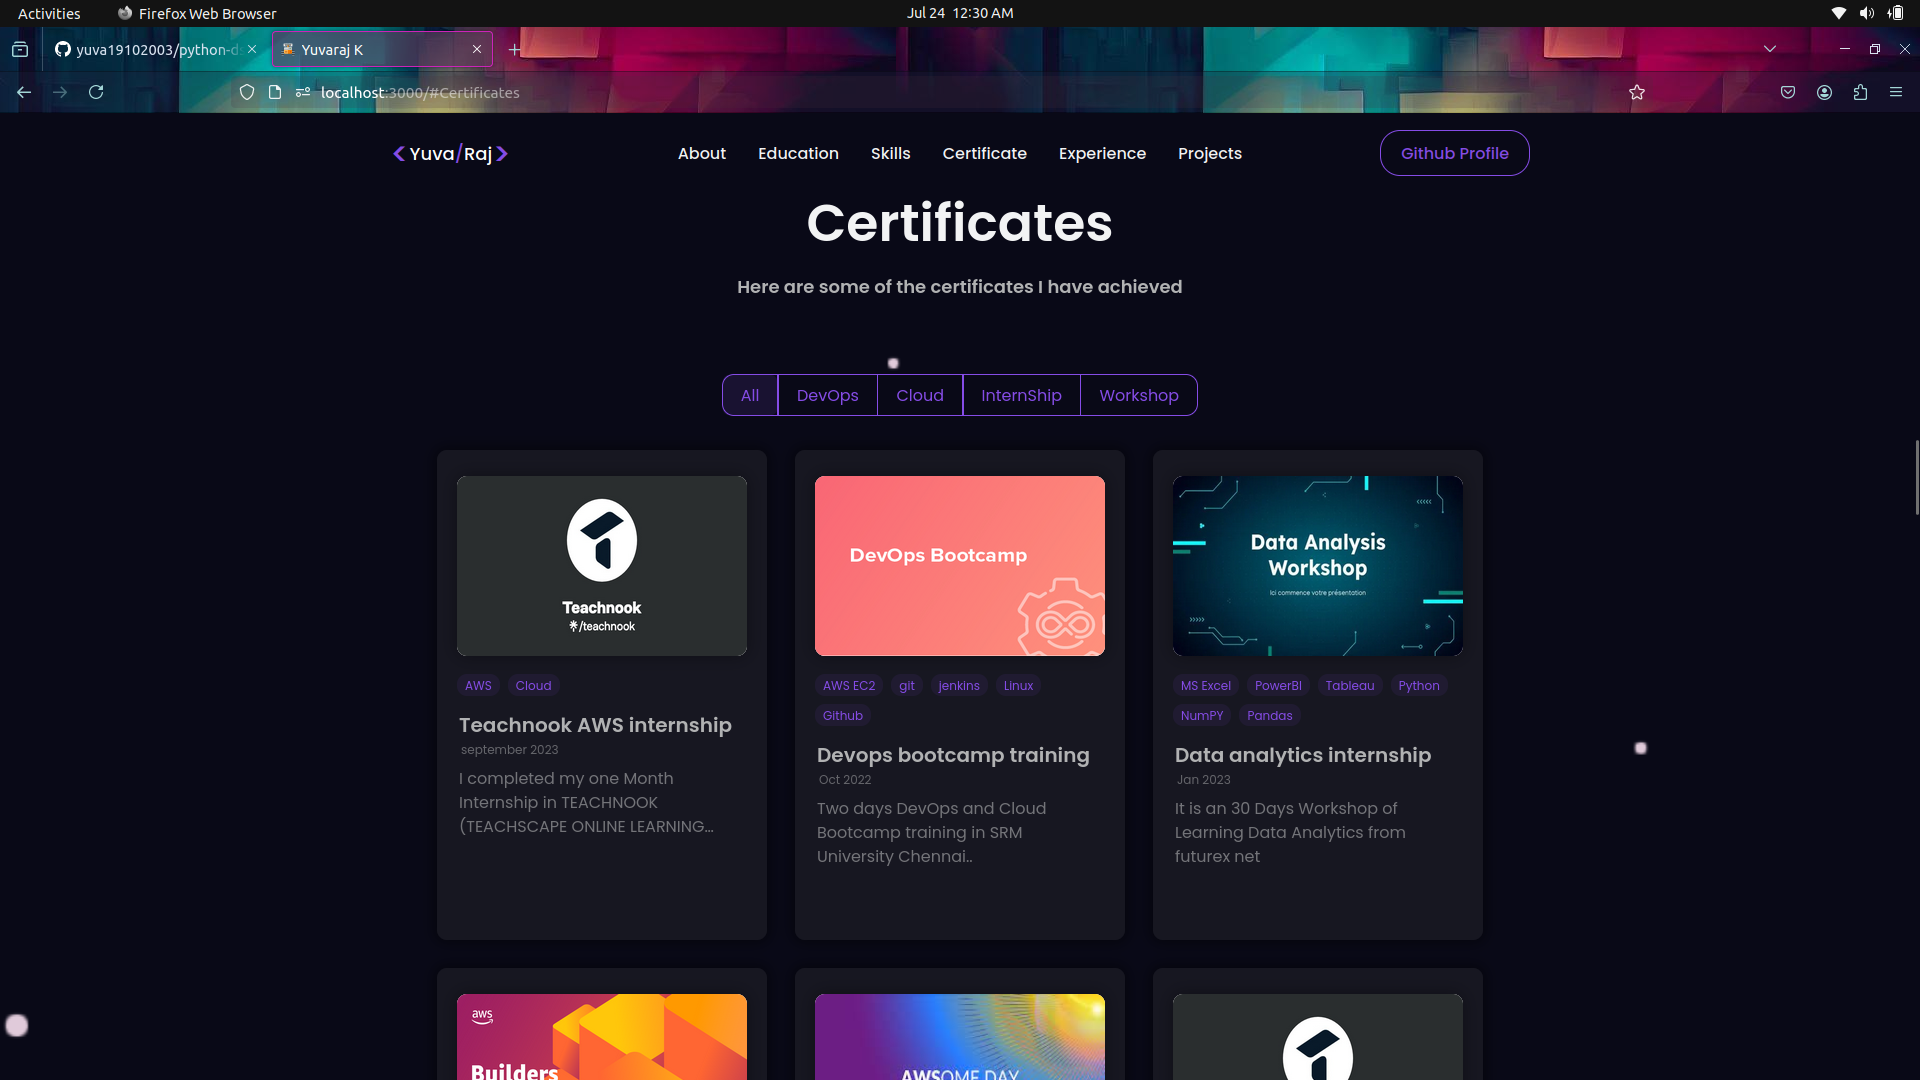 Activities
Firefox Web Browser
Jul 24 12:30 AM
yuva19102003/python-ds
Yuvaraj K
localhost:3000/#Certificates
<Yuva/Raj>
About
Education
Skills
Certificate
Experience
Projects
Github Profile
Certificates
Here are some of the certificates I have achieved
All
DevOps
Cloud
InternShip
Workshop
Teachnook
/teachnook
AWS
Cloud
Teachnook AWS internship
september 2023
I completed my one Month
Internship in TEACHNOOK
(TEACHSCAPE ONLINE LEARNING...
DevOps Bootcamp
AWS EC2
git
jenkins
Linux
Github
Devops bootcamp training
Oct 2022
Two days DevOps and Cloud
Bootcamp training in SRM
University Chennai..
Data Analysis
Workshop
Ici commence votre présentation
MS Excel
PowerBI
Tableau
Python
NumPY
Pandas
Data analytics internship
Jan 2023
It is an 30 Days Workshop of
Learning Data Analytics from
futurex net
aws
Builders
AWSOME DAY